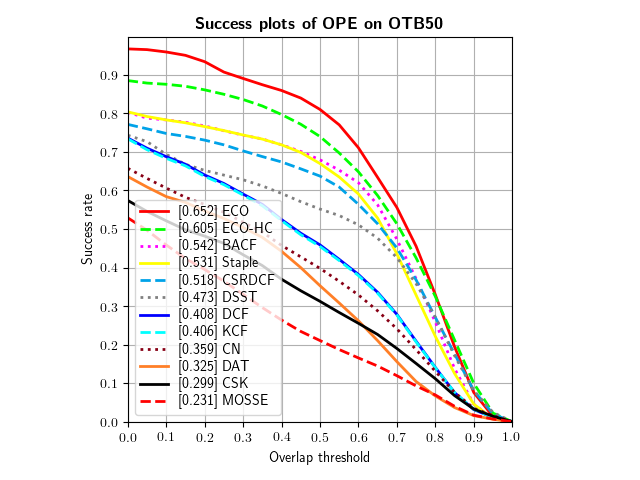 Success plots of OPE on OTB50
Success rate
0.9
0.8
0.7
0.6
0.5
0.4
0.3
0.2
0.1
0.0
[0.652] ECO
[0.605] ECO-HC
[0.542] BACF
[0.531] Staple
[0.518] CSRDCF
[0.473] DSST
[0.408] DCF
[0.406] KCF
[0.359] CN
[0.325] DAT
[0.299] CSK
[0.231] MOSSE
0.0 0.1 0.2 0.3 0.4 0.5 0.6 0.7 0.8 0.9 1.0
Overlap threshold